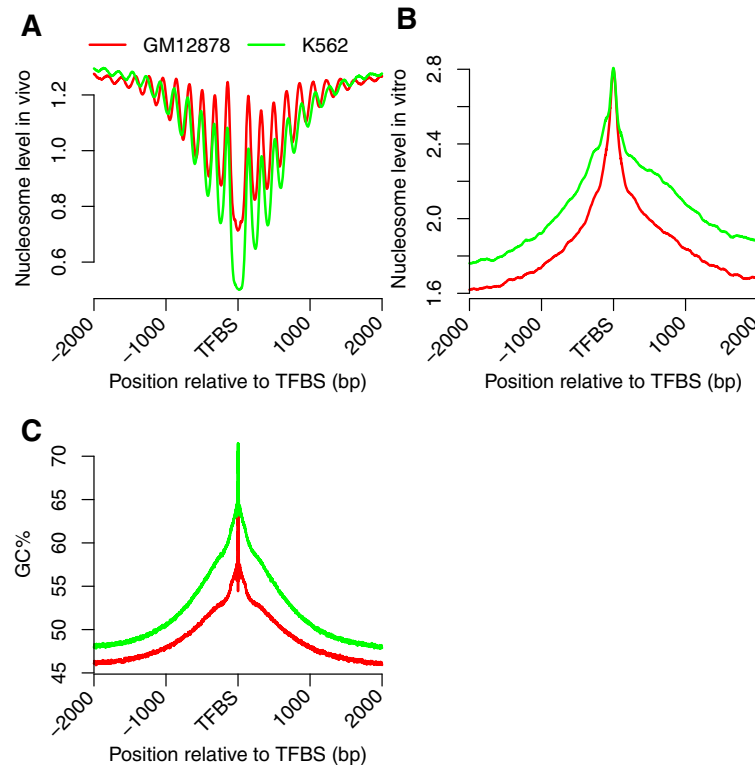 A
GM12878 K562
Nucleosome level in vivo
1.2
1.0
0.8
0.6
−2000 −1000 TFBS 1000 2000
Position relative to TFBS (bp)
B
Nucleosome level in vitro
2.8
2.4
2.0
1.6
−2000 −1000 TFBS 1000 2000
Position relative to TFBS (bp)
C
GC%
70
65
60
55
50
45
−2000 −1000 TFBS 1000 2000
Position relative to TFBS (bp)